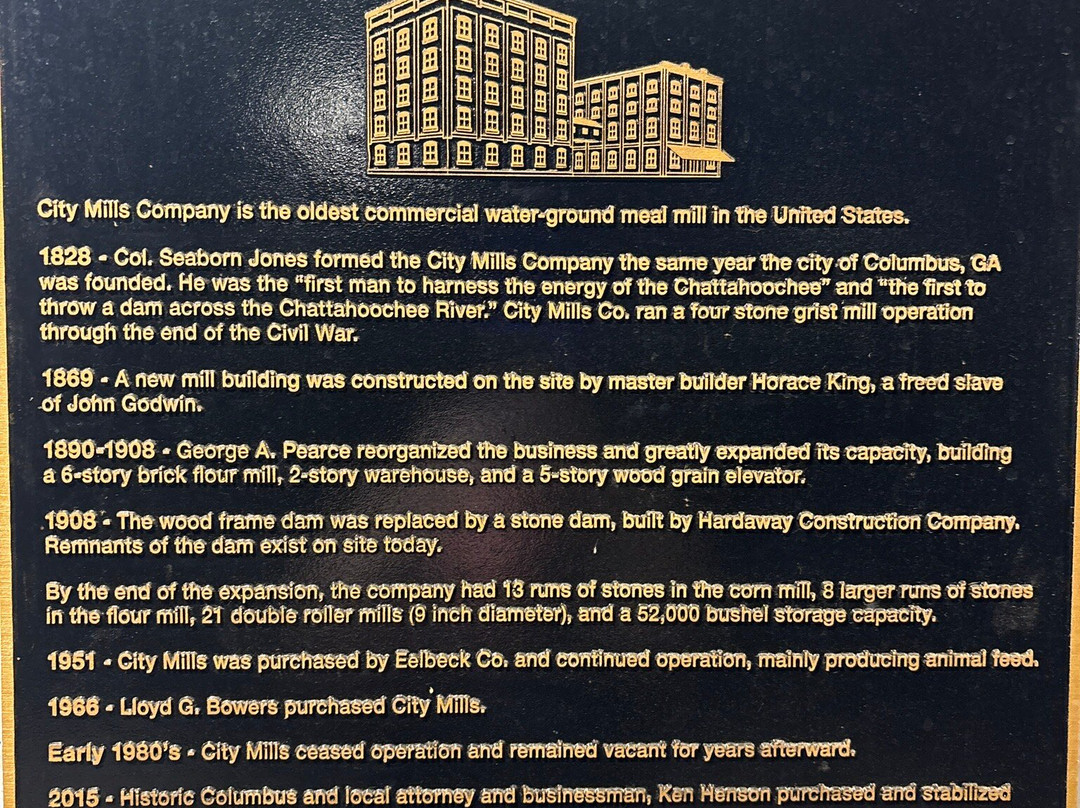 City Mills Company is the oldest commercial water-ground meal mill in the United States.
1828 - Col. Seaborn Jones formed the City Mills Company the same year the city of Columbus, GA
was founded. He was the "first man to harness the energy of the Chattahoochee" and "the first to
throw a dam across the Chattahoochee River." City Mills Co. ran a four stone grist mill operation
through the end of the Civil War.
1869 - A new mill building was constructed on the site by master builder Horace King, a freed slave
of John Godwin.
1890-1908 - George A. Pearce reorganized the business and greatly expanded its capacity, building
a 6-story brick flour mill, 2-story warehouse, and a 5-story wood grain elevator.
1908 - The wood frame dam was replaced by a stone dam, built by Hardaway Construction Company.
Remnants of the dam exist on site today.
By the end of the expansion, the company had 13 runs of stones in the corn mill, 8 larger runs of stones
in the flour mill, 21 double roller mills (9 inch diameter), and a 52,000 bushel storage capacity.
1951 - City Mills was purchased by Eelbeck Co. and continued operation, mainly producing animal feed.
1966 - Lloyd G. Bowers purchased City Mills.
Early 1980's - City Mills ceased operation and remained vacant for years afterward.
2015 - Historic Columbus and local attorney and businessman, Ken Henson purchased and stabilized